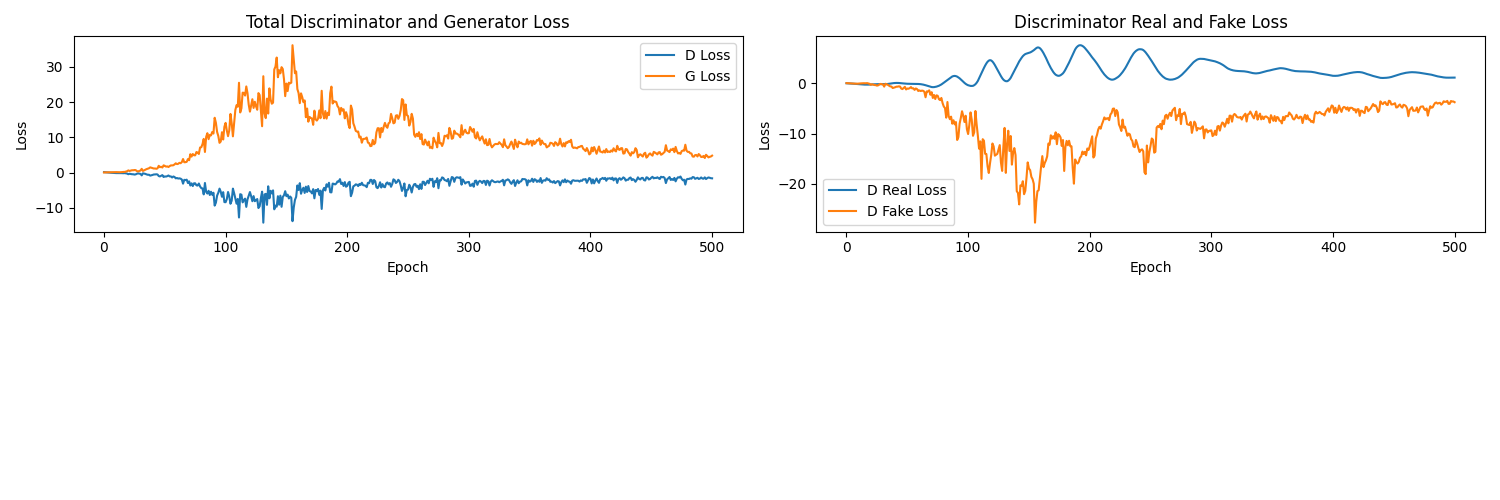 Total Discriminator and Generator Loss
Loss
30
20
10
0
−10
D Loss
G Loss
0 100 200 300 400 500
Epoch
Discriminator Real and Fake Loss
Loss
0
−10
−20
D Real Loss
D Fake Loss
0 100 200 300 400 500
Epoch